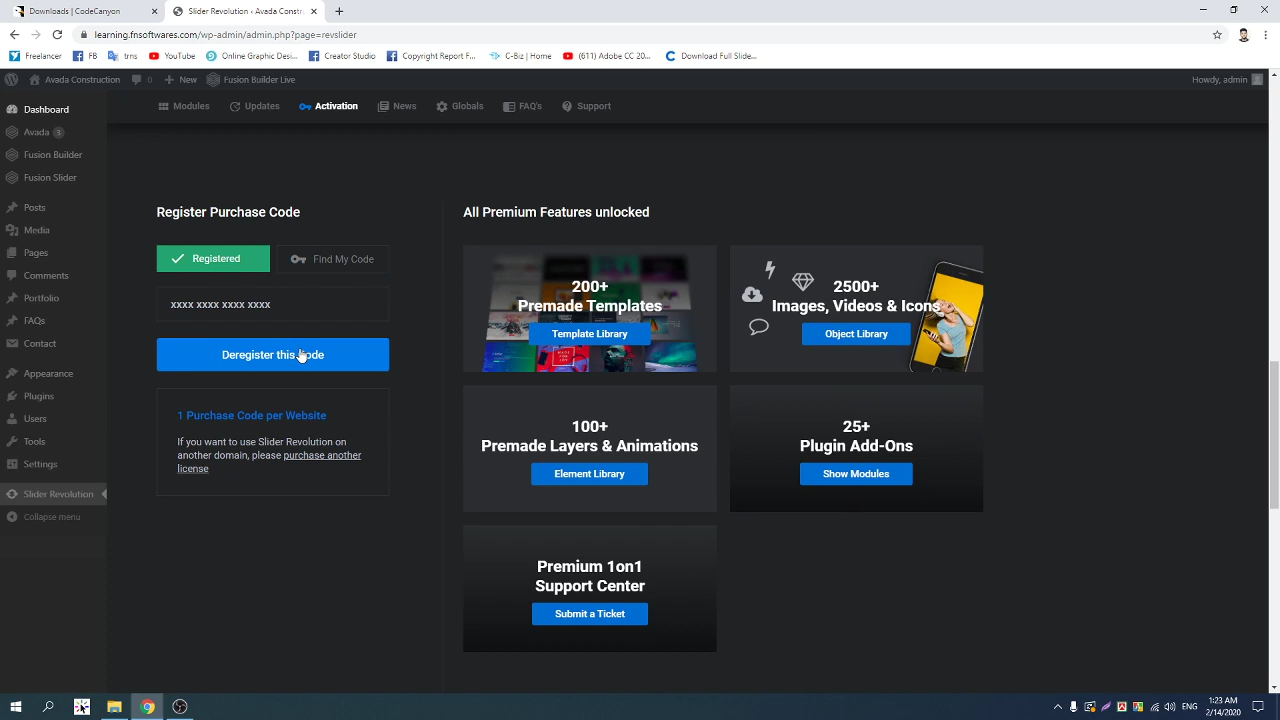 Downloads | CodeCanyon
Slider Revolution ‹ Avada Constr
learning.fhsoftwares.com/wp-admin/admin.php?page=revslider
Freelancer
FB
trns
YouTube
Online Graphic Desi...
Creator Studio
Copyright Report F...
C-Biz | Home
(611) Adobe CC 20...
Download Full Slid...
Avada Construction
0
New
Fusion Builder Live
Howdy, admin
Modules
Updates
Activation
News
Globals
FAQ's
Support
Dashboard
Avada 3
Fusion Builder
Fusion Slider
Posts
Media
Pages
Comments
Portfolio
FAQs
Contact
Appearance
Plugins
Users
Tools
Settings
Slider Revolution
Collapse menu
Register Purchase Code
Registered
Find My Code
xxxx xxxx xxxx xxxx
Deregister this Code
1 Purchase Code per Website
If you want to use Slider Revolution on
another domain, please purchase another
license
All Premium Features unlocked
200+
Premade Templates
Template Library
2500+
Images, Videos & Icons
Object Library
100+
Premade Layers & Animations
Element Library
25+
Plugin Add-Ons
Show Modules
Premium 1on1
Support Center
Submit a Ticket
ENG
1:23 AM
2/14/2020